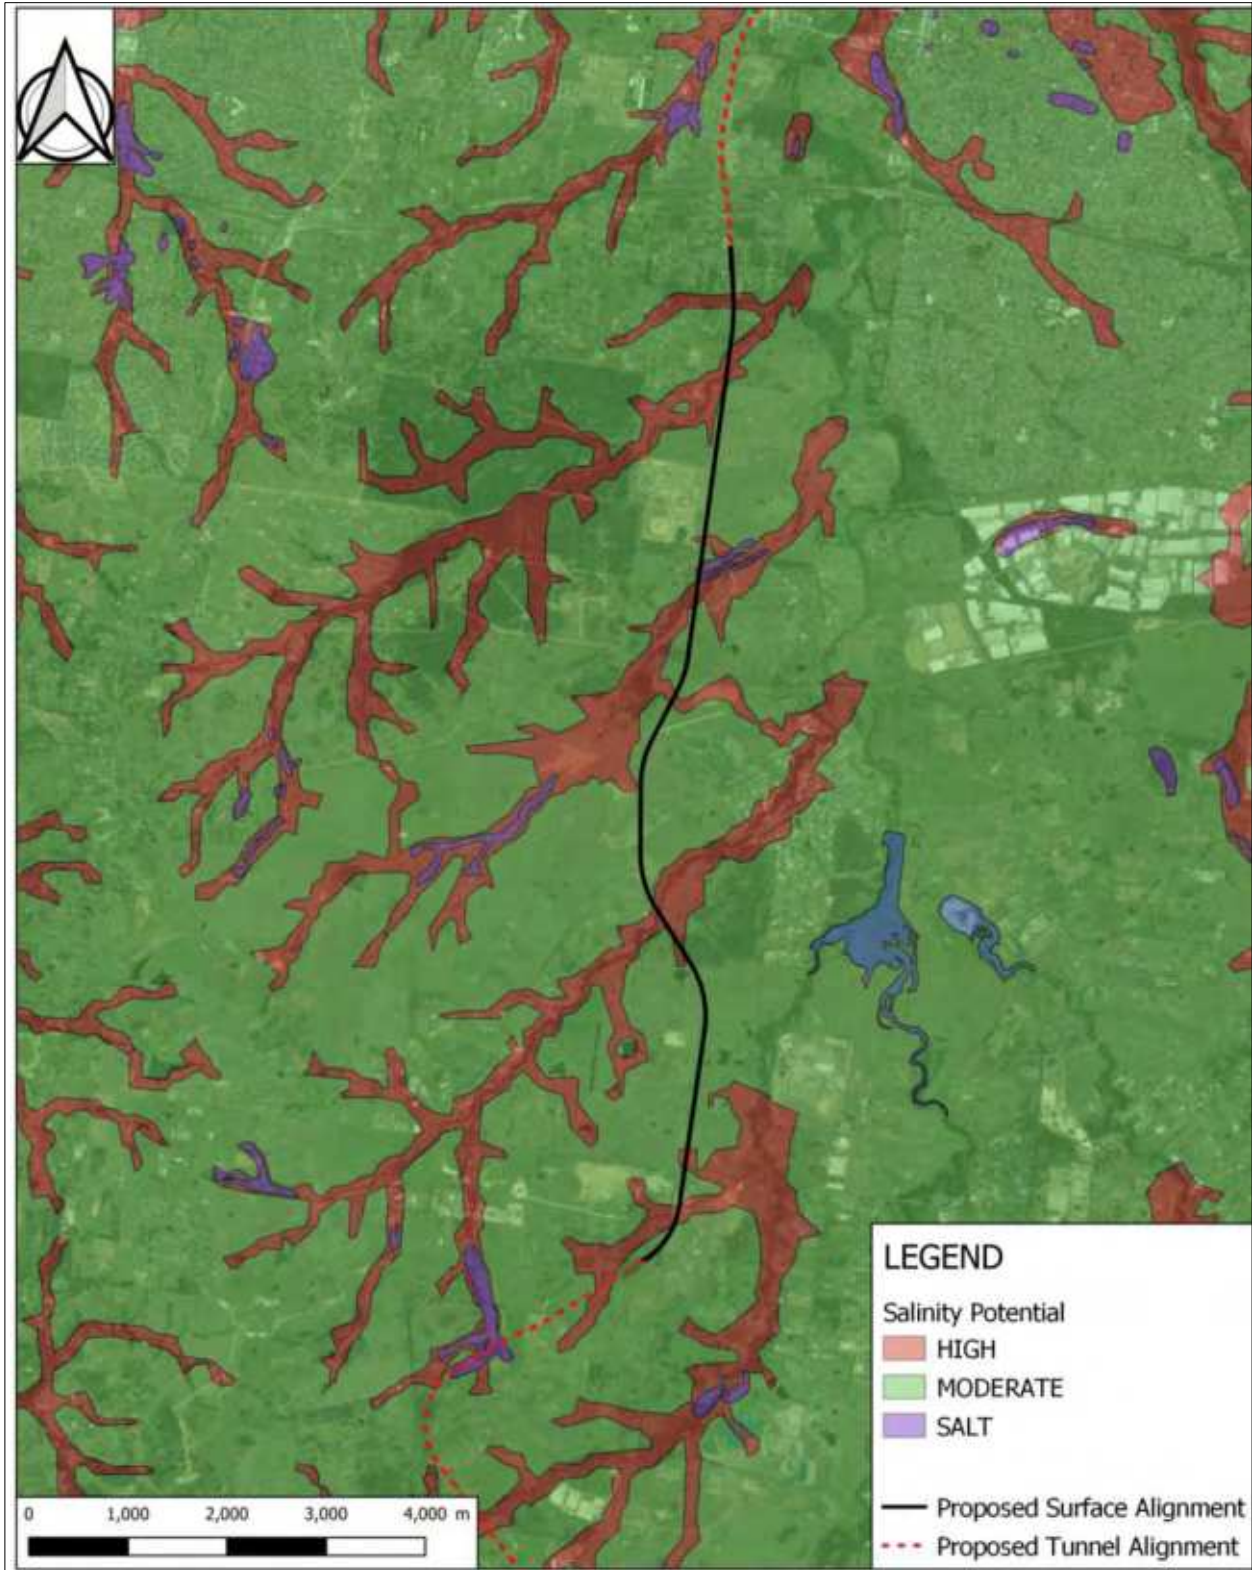 LEGEND
Salinity Potential
HIGH
MODERATE
SALT
Proposed Surface Alignment
Proposed Tunnel Alignment
0 1,000 2,000 3,000 4,000 m